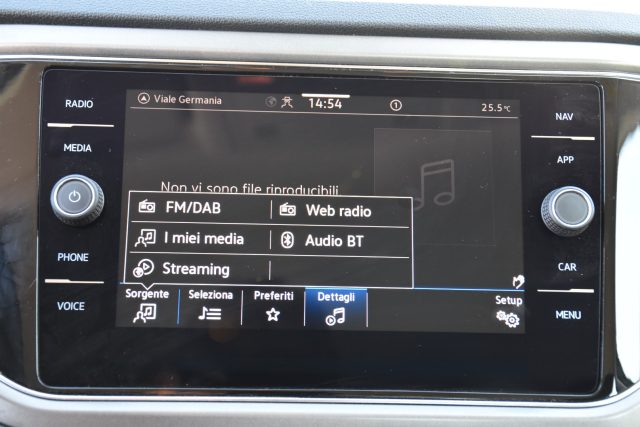 RADIO
MEDIA
PHONE
VOICE
Viale Germania
14:54
1
25.5°C
Non vi sono file riproducibili
FM/DAB
Web radio
I miei media
Audio BT
Streaming
Sorgente
Seleziona
Preferiti
Dettagli
Setup
NAV
APP
CAR
MENU